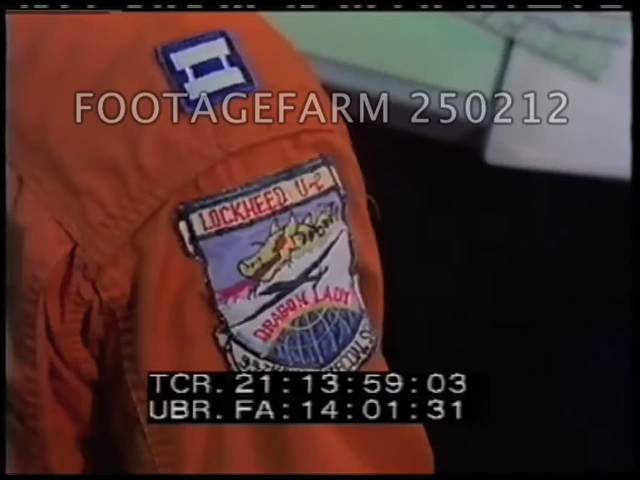 FOOTAGEFARM 250212
LOCKHEED U-2
DRAGON LADY
TCR. 21:13:59:03
UBR. FA:14:01:31